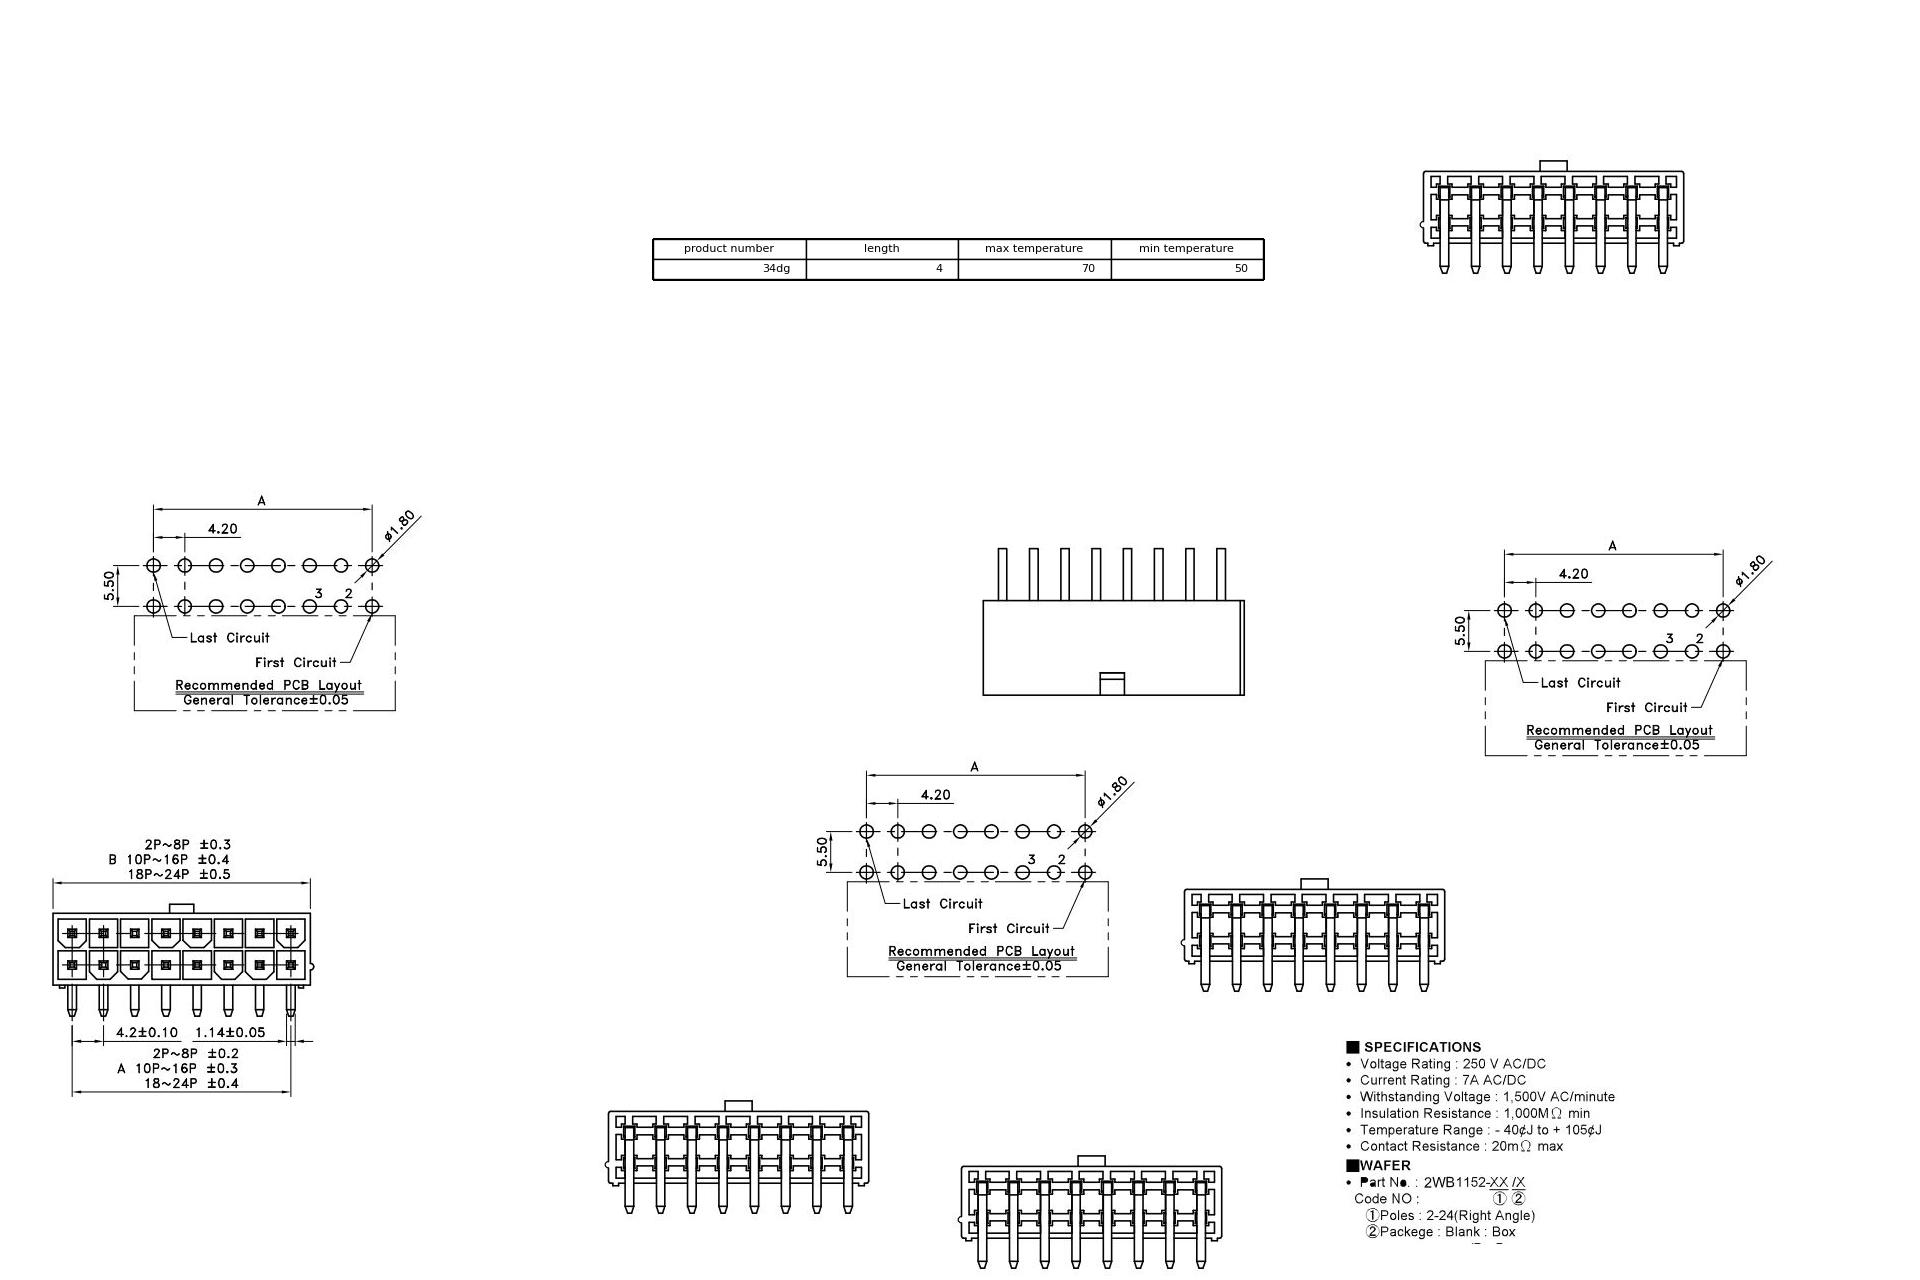 product number length max temperature min temperature
34dg 4 70 50
A
4.20
ø1.80
5.50
3 2
Last Circuit
First Circuit
Recommended PCB Layout
General Tolerance±0.05
A
4.20
ø1.80
5.50
3 2
Last Circuit
First Circuit
Recommended PCB Layout
General Tolerance±0.05
A
4.20
ø1.80
5.50
3 2
Last Circuit
First Circuit
Recommended PCB Layout
General Tolerance±0.05
2P~8P ±0.3
B 10P~16P ±0.4
18P~24P ±0.5
4.2±0.10 1.14±0.05
2P~8P ±0.2
A 10P~16P ±0.3
18~24P ±0.4
■ SPECIFICATIONS
• Voltage Rating : 250 V AC/DC
• Current Rating : 7A AC/DC
• Withstanding Voltage : 1,500V AC/minute
• Insulation Resistance : 1,000MΩ min
• Temperature Range : - 40¢J to + 105¢J
• Contact Resistance : 20mΩ max
■WAFER
• Part No. : 2WB1152-XX /X
Code NO : ① ②
①Poles : 2-24(Right Angle)
②Packege : Blank : Box